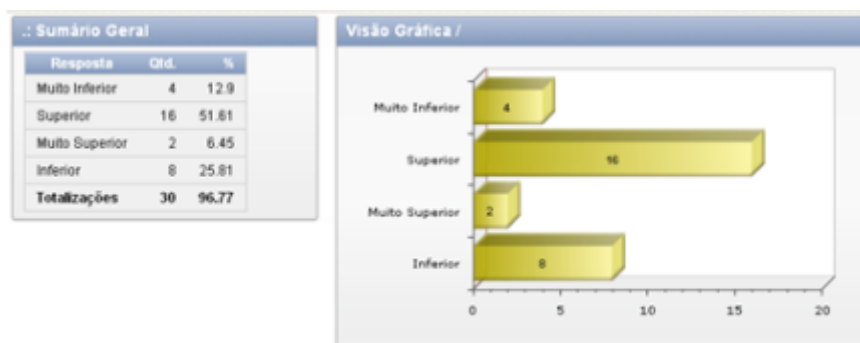 .: Sumário Geral
Resposta Qtd. %
Muito Inferior 4 12.9
Superior 16 51.61
Muito Superior 2 6.45
Inferior 8 25.81
Totalizações 30 96.77
Visão Gráfica /
Muito Inferior 4
Superior 16
Muito Superior 2
Inferior 8
0 5 10 15 20